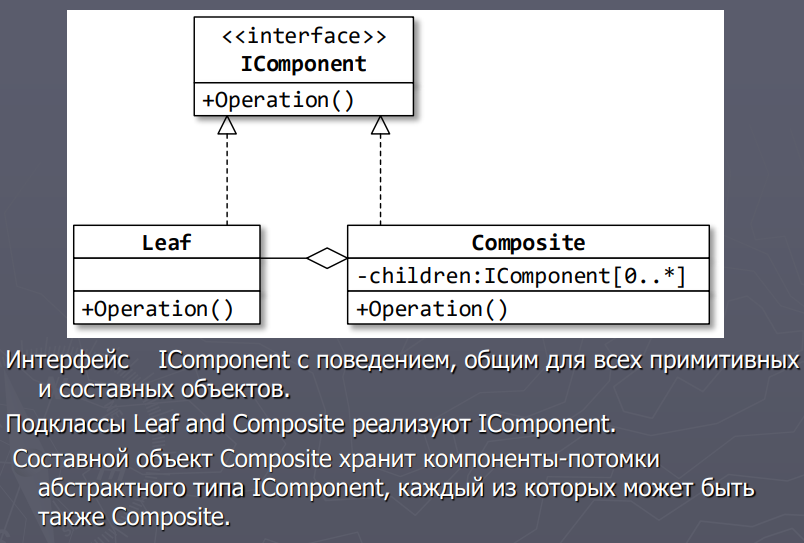 <<interface>>
IComponent
+Operation()
Leaf
Composite
-children:IComponent[0..*]
+Operation()
+Operation()
Интерфейс IComponent с поведением, общим для всех примитивных
и составных объектов.
Подклассы Leaf and Composite реализуют IComponent.
Составной объект Composite хранит компоненты-потомки
абстрактного типа IComponent, каждый из которых может быть
также Composite.